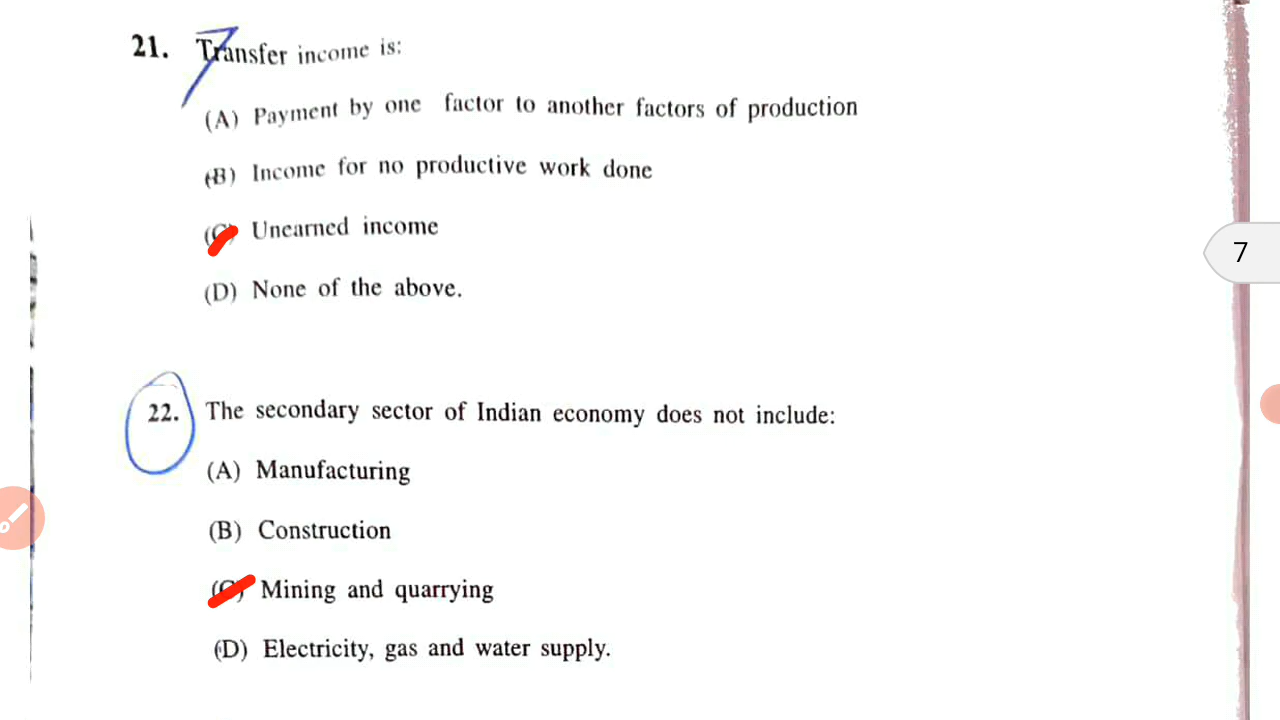 21. Transfer income is:
(A) Payment by one factor to another factors of production
(B) Income for no productive work done
(C) Unearned income
(D) None of the above.
7
22. The secondary sector of Indian economy does not include:
(A) Manufacturing
(B) Construction
(C) Mining and quarrying
(D) Electricity, gas and water supply.